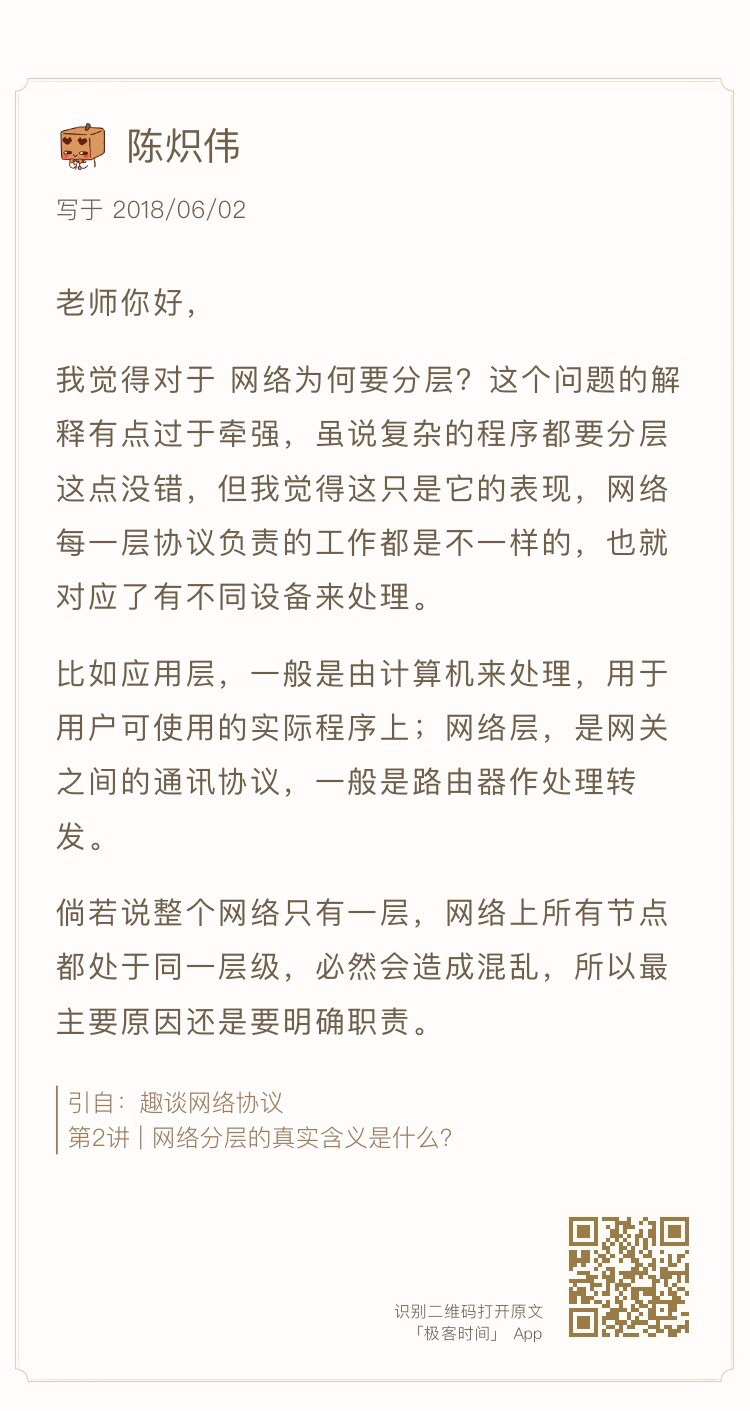 陈炽伟
写于 2018/06/02
老师你好，
我觉得对于 网络为何要分层？这个问题的解
释有点过于牵强，虽说复杂的程序都要分层
这点没错，但我觉得这只是它的表现，网络
每一层协议负责的工作都是不一样的，也就
对应了有不同设备来处理。
比如应用层，一般是由计算机来处理，用于
用户可使用的实际程序上；网络层，是网关
之间的通讯协议，一般是路由器作处理转
发。
倘若说整个网络只有一层，网络上所有节点
都处于同一层级，必然会造成混乱，所以最
主要原因还是要明确职责。
引自：趣谈网络协议
第2讲 | 网络分层的真实含义是什么？
识别二维码打开原文
「极客时间」 App